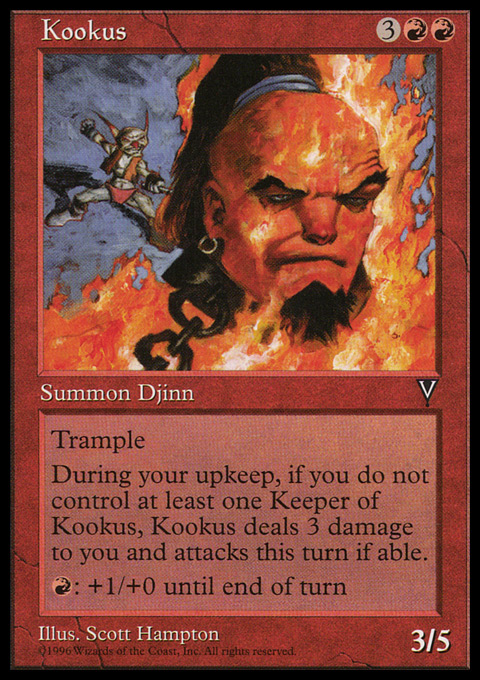 Kookus 3
Summon Djinn
Trample
During your upkeep, if you do not
control at least one Keeper of
Kookus, Kookus deals 3 damage
to you and attacks this turn if able.
: +1/+0 until end of turn
Illus. Scott Hampton
©1996 Wizards of the Coast, Inc. All rights reserved.
3/5